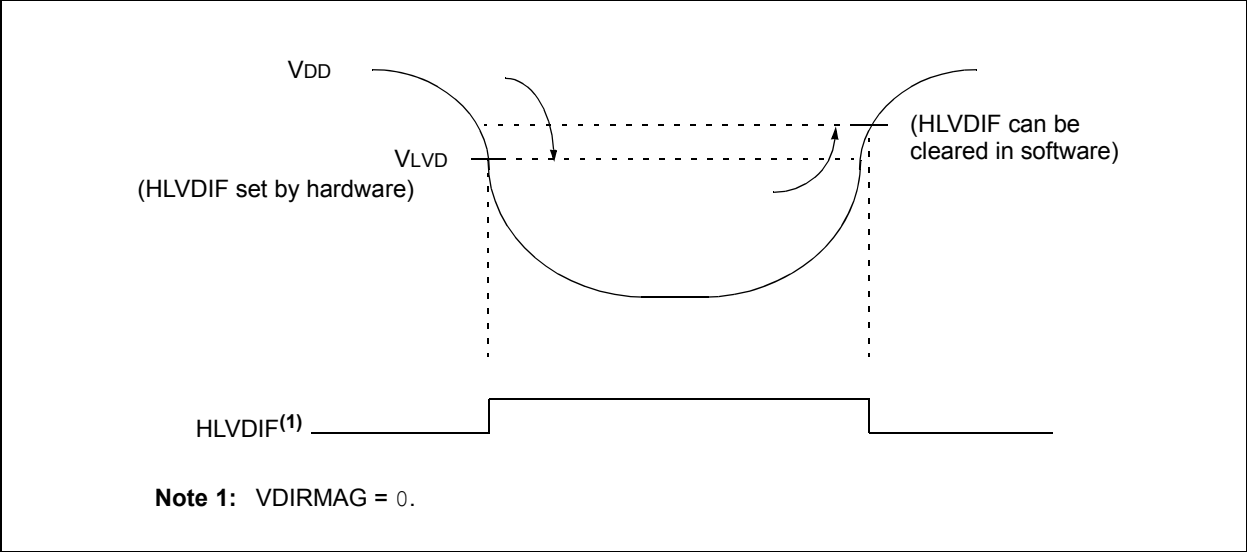 VDD
(HLVDIF can be
cleared in software)
VLVD
(HLVDIF set by hardware)
HLVDIF(1)
Note 1: VDIRMAG = 0.